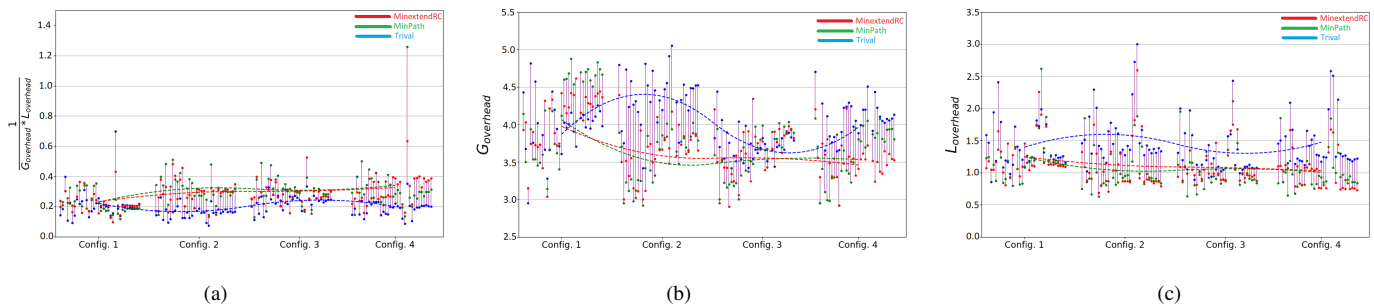 1.4
1.2
1.0
0.8
0.6
0.4
0.2
0.0
1
G_overhead * L_overhead
MinextendRC
MinPath
Trival
Config. 1 Config. 2 Config. 3 Config. 4
(a)
5.5
5.0
4.5
4.0
3.5
3.0
2.5
G_overhead
MinextendRC
MinPath
Trival
Config. 1 Config. 2 Config. 3 Config. 4
(b)
3.5
3.0
2.5
2.0
1.5
1.0
0.5
0.0
L_overhead
MinextendRC
MinPath
Trival
Config. 1 Config. 2 Config. 3 Config. 4
(c)